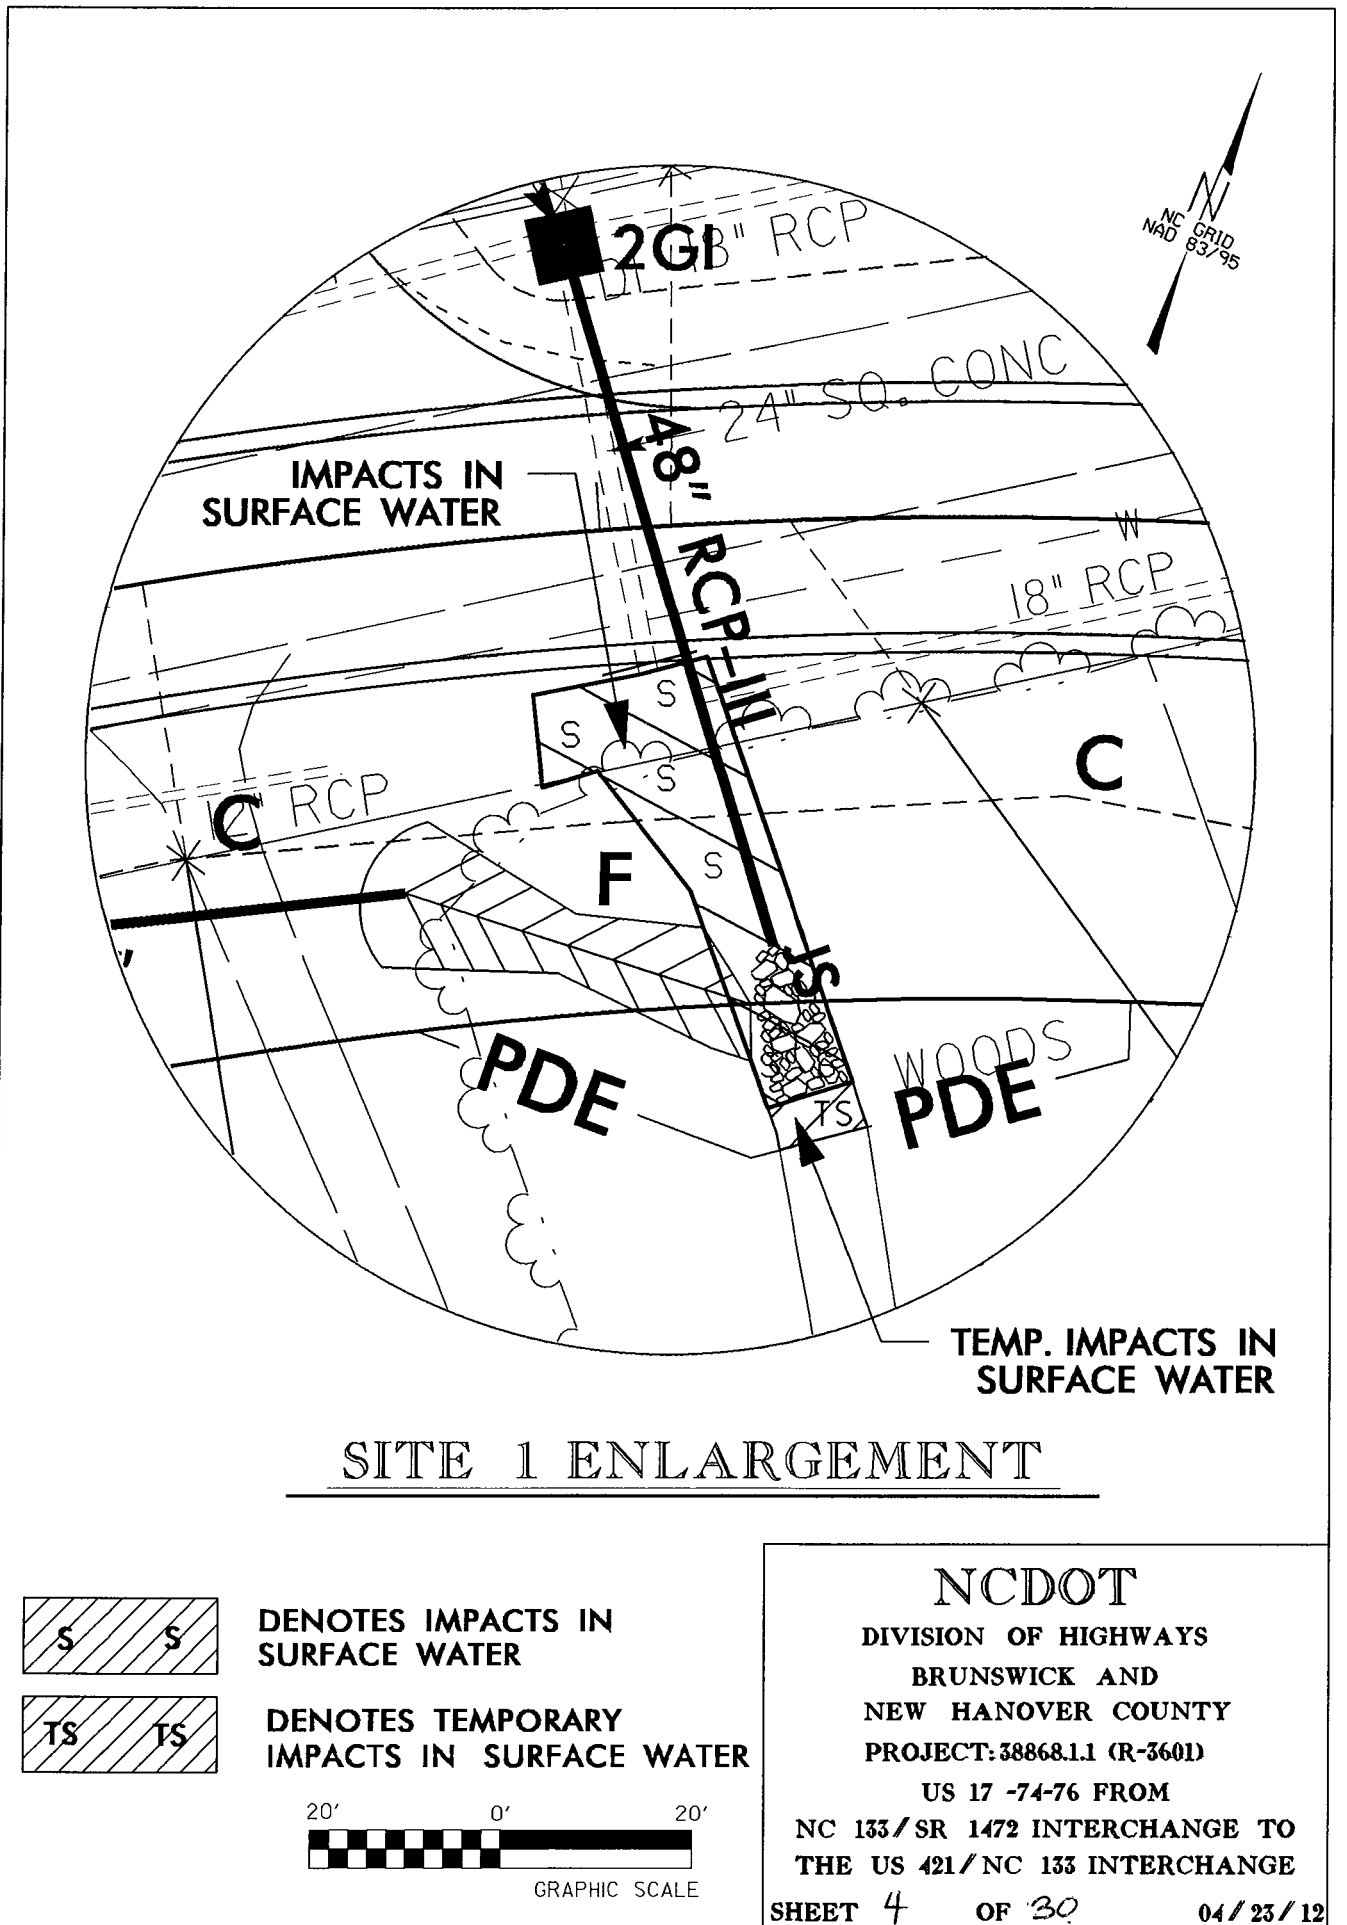 N
NC GRID
NAD 83/95
2GI
18" RCP
24" SQ. CONC
IMPACTS IN
SURFACE WATER
48" RCP-III
W
18" RCP
S
S
S
S
C
C
RCP
F
JS
WOODS
PDE
PDE
TS
TEMP. IMPACTS IN
SURFACE WATER
SITE 1 ENLARGEMENT
S S
DENOTES IMPACTS IN
SURFACE WATER
TS TS
DENOTES TEMPORARY
IMPACTS IN SURFACE WATER
20' 0' 20'
GRAPHIC SCALE
NCDOT
DIVISION OF HIGHWAYS
BRUNSWICK AND
NEW HANOVER COUNTY
PROJECT: 38868.1.1 (R-3601)
US 17 -74-76 FROM
NC 133/SR 1472 INTERCHANGE TO
THE US 421/NC 133 INTERCHANGE
SHEET 4 OF 30 04/23/12